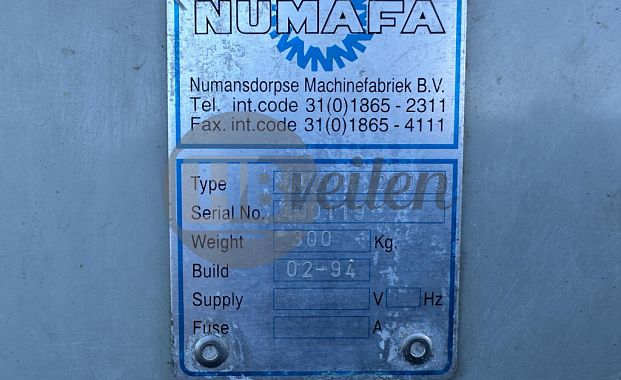 NUMAFA
Numansdorpse Machinefabriek B.V.
Tel. int.code 31(0)1865 - 2311
Fax. int.code 31(0)1865 - 4111
Type
veilen
Serial No.
Weight 300 Kg.
Build 02-94
Supply V Hz
Fuse A